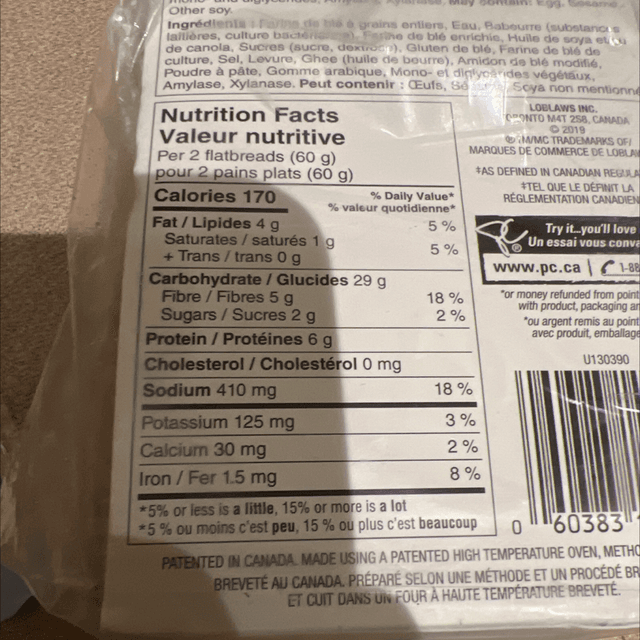 Other soy.
Ingrédients : Farine de blé à grains entiers, Eau, Babeurre (substances
laitières, culture Farine de blé enrichie, Huile de soya et/ou
de canola, Sucres (sucre, dextrose), Gluten de blé, Farine de blé de
culture, Sel, Levure, Ghee (huile de beurre), Amidon de blé modifié,
Poudre à pâte, Gomme arabique, Mono- et diglycérides végétaux,
Amylase, Xylanase. Peut contenir : Œufs, Soya non mentionné
Nutrition Facts
Valeur nutritive
Per 2 flatbreads (60 g)
pour 2 pains plats (60 g)
Calories 170
% Daily Value*
% valeur quotidienne*
Fat / Lipides 4 g 5 %
Saturates / saturés 1 g
+ Trans / trans 0 g 5 %
Carbohydrate / Glucides 29 g
Fibre / Fibres 5 g 18 %
Sugars / Sucres 2 g 2 %
Protein / Protéines 6 g
Cholesterol / Cholestérol 0 mg
Sodium 410 mg 18 %
Potassium 125 mg 3 %
Calcium 30 mg 2 %
Iron / Fer 1.5 mg 8 %
*5% or less is a little, 15% or more is a lot
*5 % ou moins c'est peu, 15 % ou plus c'est beaucoup
LOBLAWS INC.
TORONTO M4T 2S8, CANADA
© 2019
®/™/MC TRADEMARKS OF/
MARQUES DE COMMERCE DE LOBLAW
‡AS DEFINED IN CANADIAN REGULA
‡TEL QUE LE DÉFINIT LA
RÉGLEMENTATION CANADIEN
Try it...you'll love
Un essai vous conva
www.pc.ca 1-88
*or money refunded from point
with product, packaging an
*ou argent remis au point
avec produit, emballage
U130390
0 60383
PATENTED IN CANADA. MADE USING A PATENTED HIGH TEMPERATURE OVEN, METHO
BREVETÉ AU CANADA. PRÉPARÉ SELON UNE MÉTHODE ET UN PROCÉDÉ BR
ET CUIT DANS UN FOUR À HAUTE TEMPÉRATURE BREVETÉ.